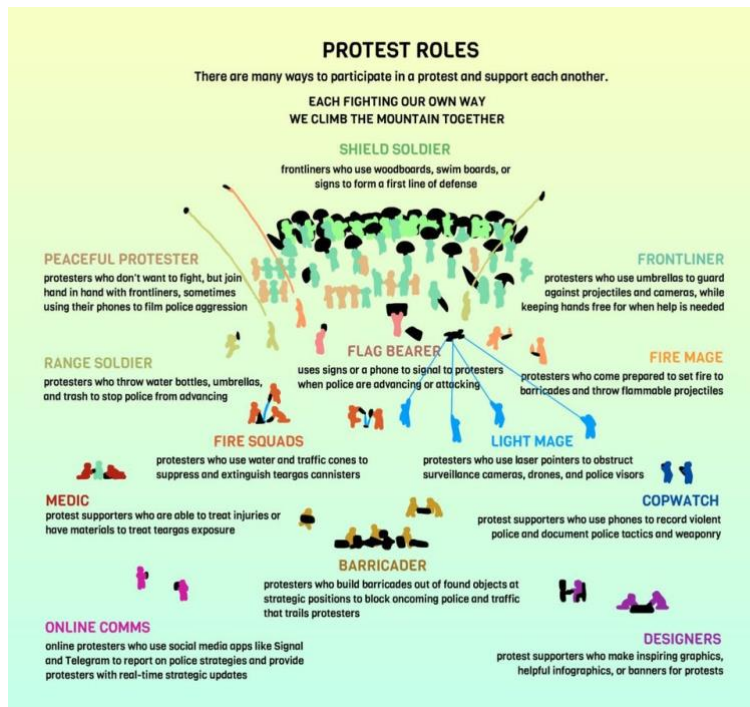 PROTEST ROLES
There are many ways to participate in a protest and support each another.
EACH FIGHTING OUR OWN WAY
WE CLIMB THE MOUNTAIN TOGETHER
SHIELD SOLDIER
frontliners who use woodboards, swim boards, or
signs to form a first line of defense
PEACEFUL PROTESTER
protesters who don't want to fight, but join
hand in hand with frontliners, sometimes
using their phones to film police aggression
FRONTLINER
protesters who use umbrellas to guard
against projectiles and cameras, while
keeping hands free for when help is needed
RANGE SOLDIER
protesters who throw water bottles, umbrellas,
and trash to stop police from advancing
FLAG BEARER
uses signs or a phone to signal to protesters
when police are advancing or attacking
FIRE MAGE
protesters who come prepared to set fire to
barricades and throw flammable projectiles
FIRE SQUADS
protesters who use water and traffic cones to
suppress and extinguish teargas cannisters
LIGHT MAGE
protesters who use laser pointers to obstruct
surveillance cameras, drones, and police visors
MEDIC
protest supporters who are able to treat injuries or
have materials to treat teargas exposure
COPWATCH
protest supporters who use phones to record violent
police and document police tactics and weaponry
BARRICADER
protesters who build barricades out of found objects at
strategic positions to block oncoming police and traffic
that trails protesters
ONLINE COMMS
online protesters who use social media apps like Signal
and Telegram to report on police strategies and provide
protesters with real-time strategic updates
DESIGNERS
protest supporters who make inspiring graphics,
helpful infographics, or banners for protests